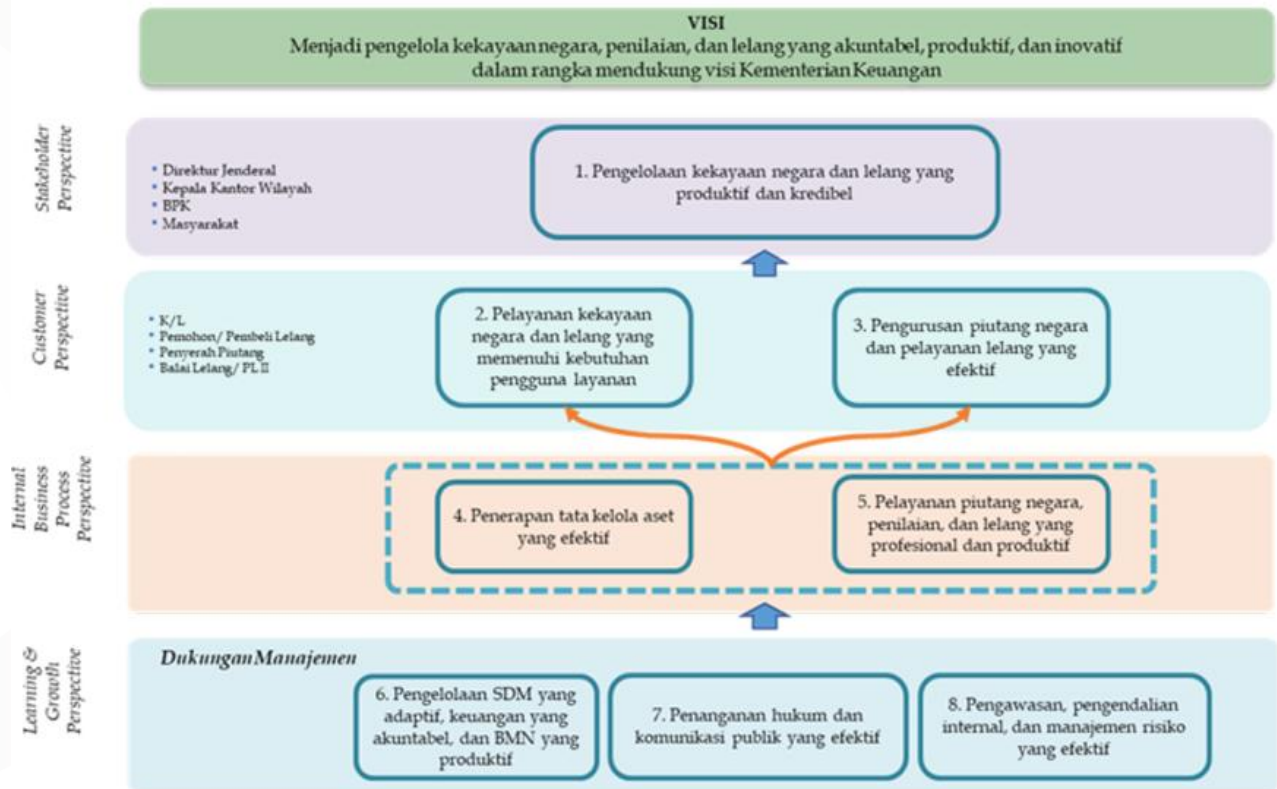 VISI
Menjadi pengelola kekayaan negara, penilaian, dan lelang yang akuntabel, produktif, dan inovatif
dalam rangka mendukung visi Kementerian Keuangan
Stakeholder
Perspective
• Direktur Jenderal
• Kepala Kantor Wilayah
• BPK
• Masyarakat
1. Pengelolaan kekayaan negara dan lelang yang
produktif dan kredibel
Customer
Perspective
• K/L
• Pemohon/ Pembeli Lelang
• Penyerah Piutang
• Balai Lelang/ PL II
2. Pelayanan kekayaan
negara dan lelang yang
memenuhi kebutuhan
pengguna layanan
3. Pengurusan piutang negara
dan pelayanan lelang yang
efektif
Internal
Business
Process
Perspective
4. Penerapan tata kelola aset
yang efektif
5. Pelayanan piutang negara,
penilaian, dan lelang yang
profesional dan produktif
Learning &
Growth
Perspective
Dukungan Manajemen
6. Pengelolaan SDM yang
adaptif, keuangan yang
akuntabel, dan BMN yang
produktif
7. Penanganan hukum dan
komunikasi publik yang efektif
8. Pengawasan, pengendalian
internal, dan manajemen risiko
yang efektif